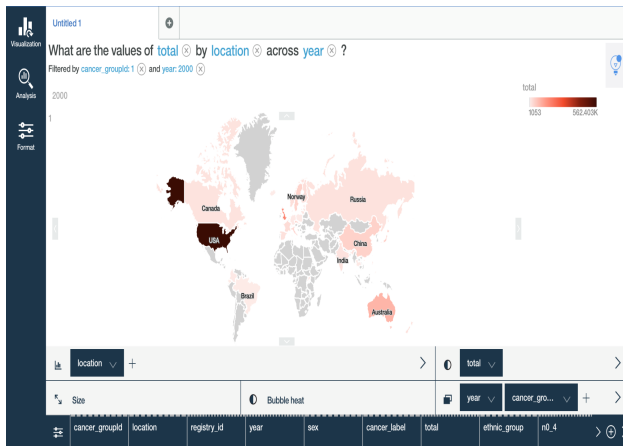 Untitled 1
Visualization
Analysis
Format
What are the values of total by location across year ?
Filtered by cancer_groupId: 1 and year: 2000
2000
1
total
1053 562.403K
Canada
USA
Brazil
Norway
Russia
China
India
Australia
location
total
Size
Bubble heat
year
cancer_gro...
cancer_groupId location registry_id year sex cancer_label total ethnic_group n0_4